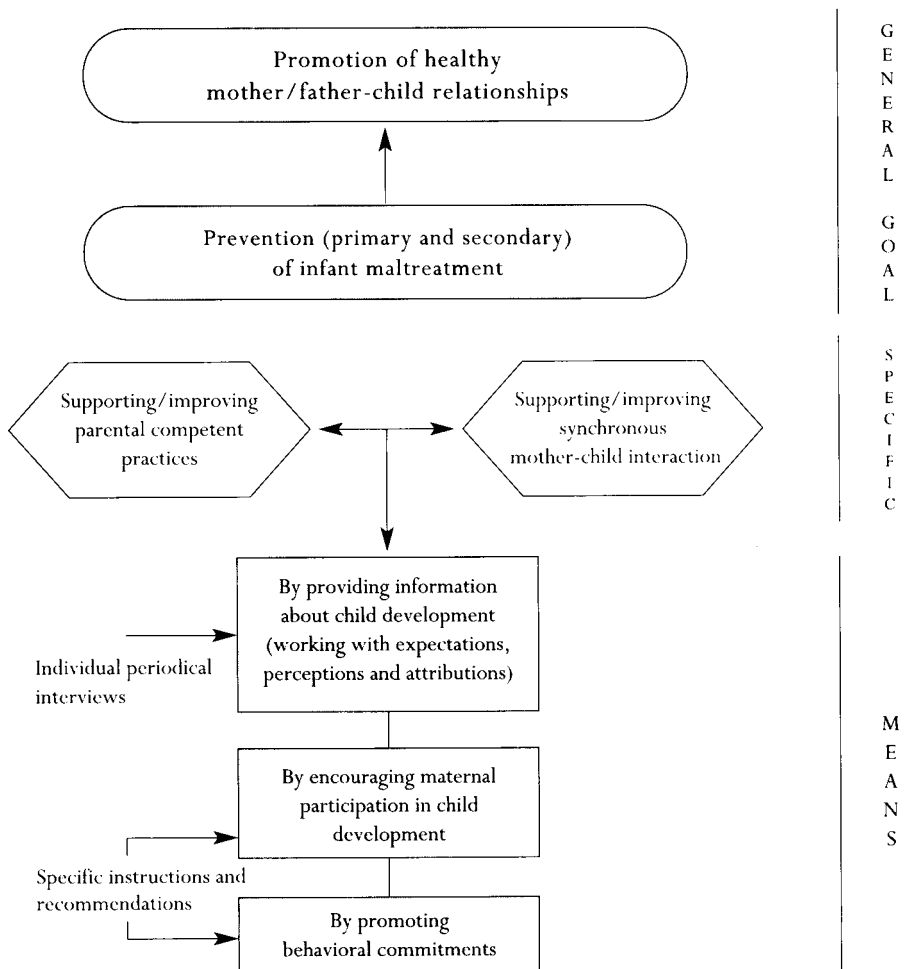 Promotion of healthy
mother/father-child relationships
Prevention (primary and secondary)
of infant maltreatment
GENERAL GOAL
Supporting/improving
parental competent
practices
Supporting/improving
synchronous
mother-child interaction
SPECIFIC
By providing information
about child development
(working with expectations,
perceptions and attributions)
Individual periodical
interviews
By encouraging maternal
participation in child
development
Specific instructions and
recommendations
By promoting
behavioral commitments
MEANS